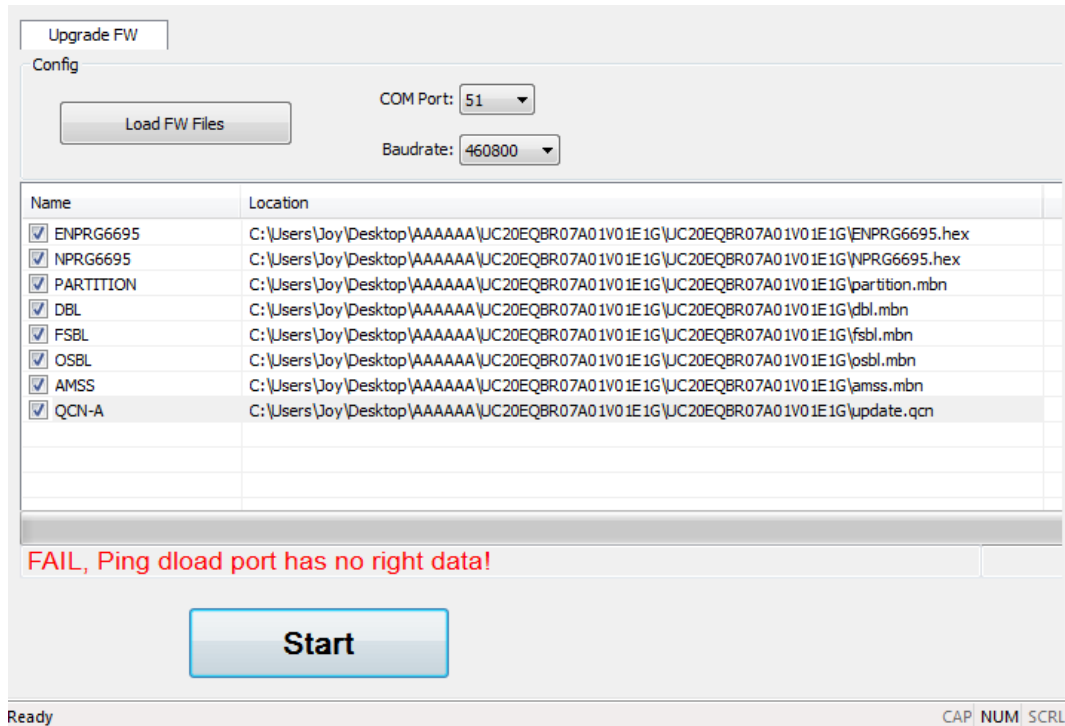 Upgrade FW
Config
Load FW Files
COM Port: 51
Baudrate: 460800
Name Location
ENPRG6695 C:\Users\Joy\Desktop\AAAAAA\UC20EQBR07A01V01E1G\UC20EQBR07A01V01E1G\ENPRG6695.hex
NPRG6695 C:\Users\Joy\Desktop\AAAAAA\UC20EQBR07A01V01E1G\UC20EQBR07A01V01E1G\NPRG6695.hex
PARTITION C:\Users\Joy\Desktop\AAAAAA\UC20EQBR07A01V01E1G\UC20EQBR07A01V01E1G\partition.mbn
DBL C:\Users\Joy\Desktop\AAAAAA\UC20EQBR07A01V01E1G\UC20EQBR07A01V01E1G\dbl.mbn
FSBL C:\Users\Joy\Desktop\AAAAAA\UC20EQBR07A01V01E1G\UC20EQBR07A01V01E1G\fsbl.mbn
OSBL C:\Users\Joy\Desktop\AAAAAA\UC20EQBR07A01V01E1G\UC20EQBR07A01V01E1G\osbl.mbn
AMSS C:\Users\Joy\Desktop\AAAAAA\UC20EQBR07A01V01E1G\UC20EQBR07A01V01E1G\amss.mbn
QCN-A C:\Users\Joy\Desktop\AAAAAA\UC20EQBR07A01V01E1G\UC20EQBR07A01V01E1G\update.qcn
FAIL, Ping dload port has no right data!
Start
Ready CAP NUM SCRL